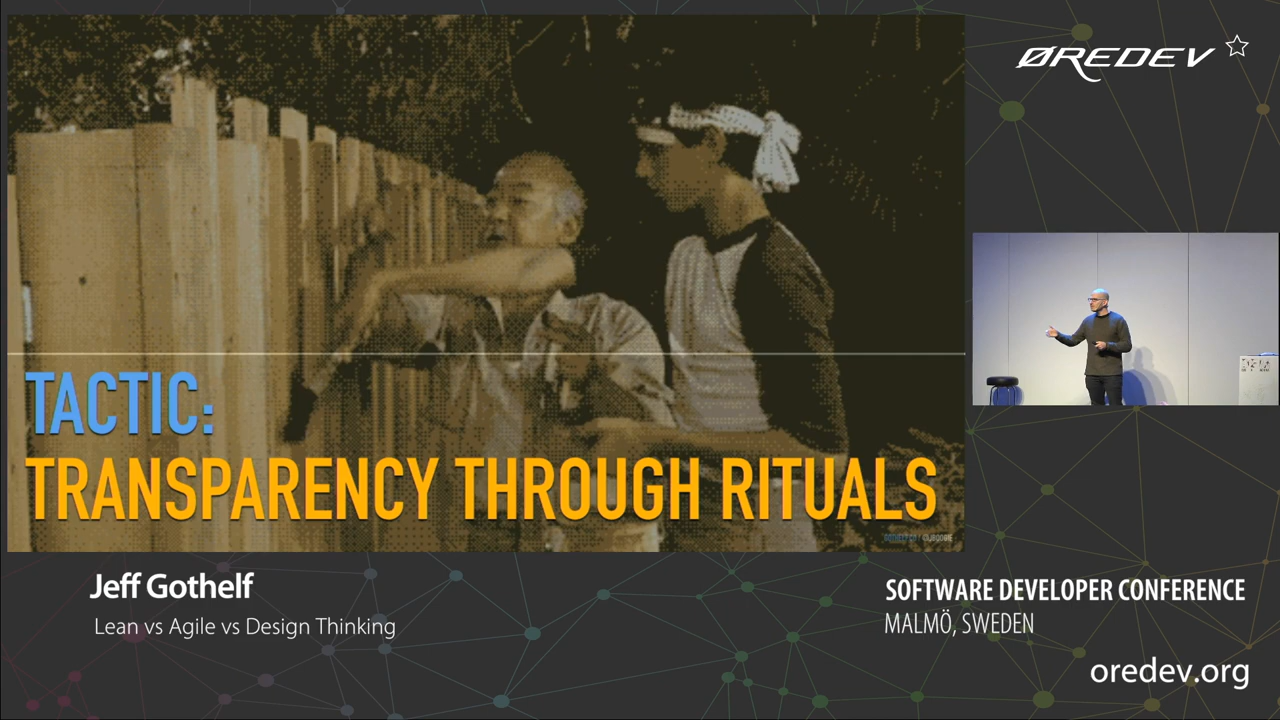 ØREDEV
TACTIC:
TRANSPARENCY THROUGH RITUALS
Jeff Gothelf
Lean vs Agile vs Design Thinking
SOFTWARE DEVELOPER CONFERENCE
MALMÖ, SWEDEN
oredev.org